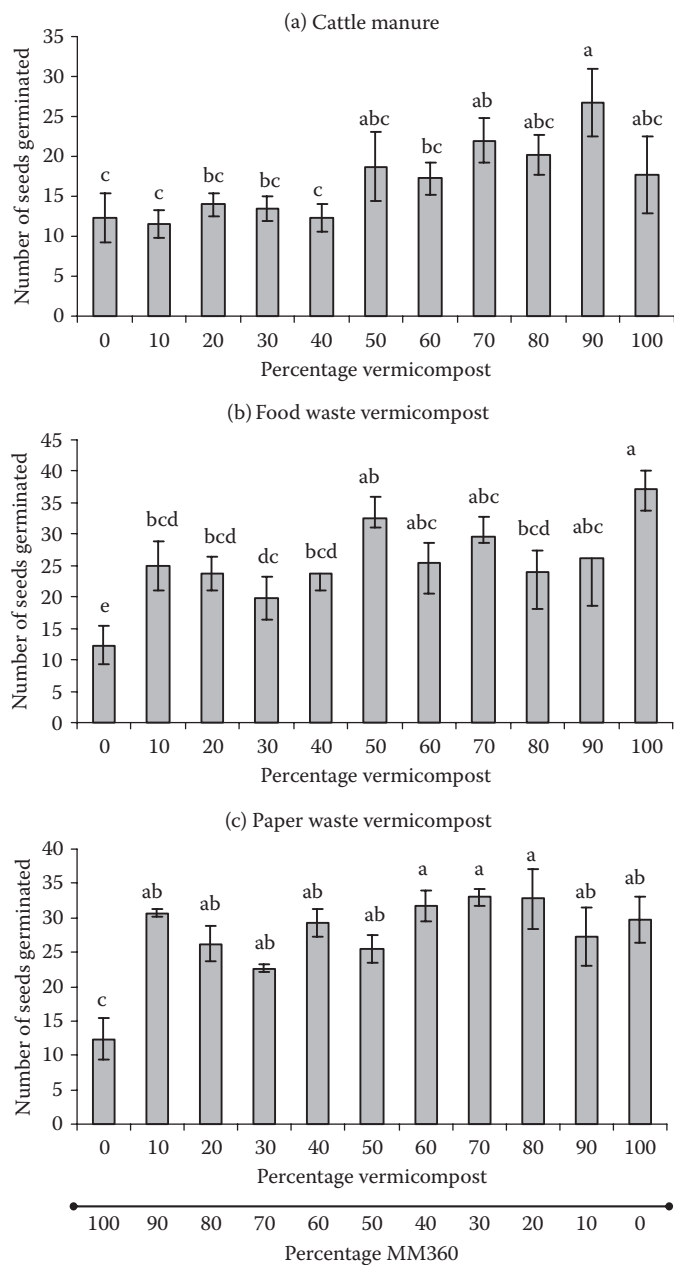 (a) Cattle manure
35
30
25
20
15
10
5
0
Number of seeds germinated
c c bc bc c abc bc ab abc a abc
0 10 20 30 40 50 60 70 80 90 100
Percentage vermicompost
(b) Food waste vermicompost
45
40
35
30
25
20
15
10
5
0
Number of seeds germinated
e bcd bcd dc bcd ab abc abc bcd abc a
0 10 20 30 40 50 60 70 80 90 100
Percentage vermicompost
(c) Paper waste vermicompost
40
35
30
25
20
15
10
5
0
Number of seeds germinated
c ab ab ab ab ab a a a ab ab
0 10 20 30 40 50 60 70 80 90 100
Percentage vermicompost
100 90 80 70 60 50 40 30 20 10 0
Percentage MM360